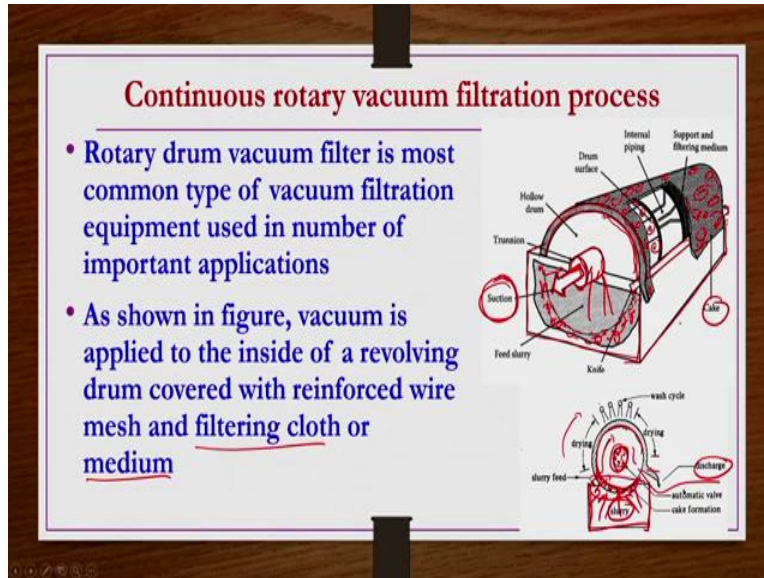 Continuous rotary vacuum filtration process
• Rotary drum vacuum filter is most
common type of vacuum filtration
equipment used in number of
important applications
• As shown in figure, vacuum is
applied to the inside of a revolving
drum covered with reinforced wire
mesh and filtering cloth or
medium
Internal
piping
Support and
filtering medium
Drum
surface
Hollow
drum
Trunnion
Suction
Cake
Feed slurry
Knife
wash cycle
drying
drying
discharge
slurry feed
automatic valve
slurry
cake formation